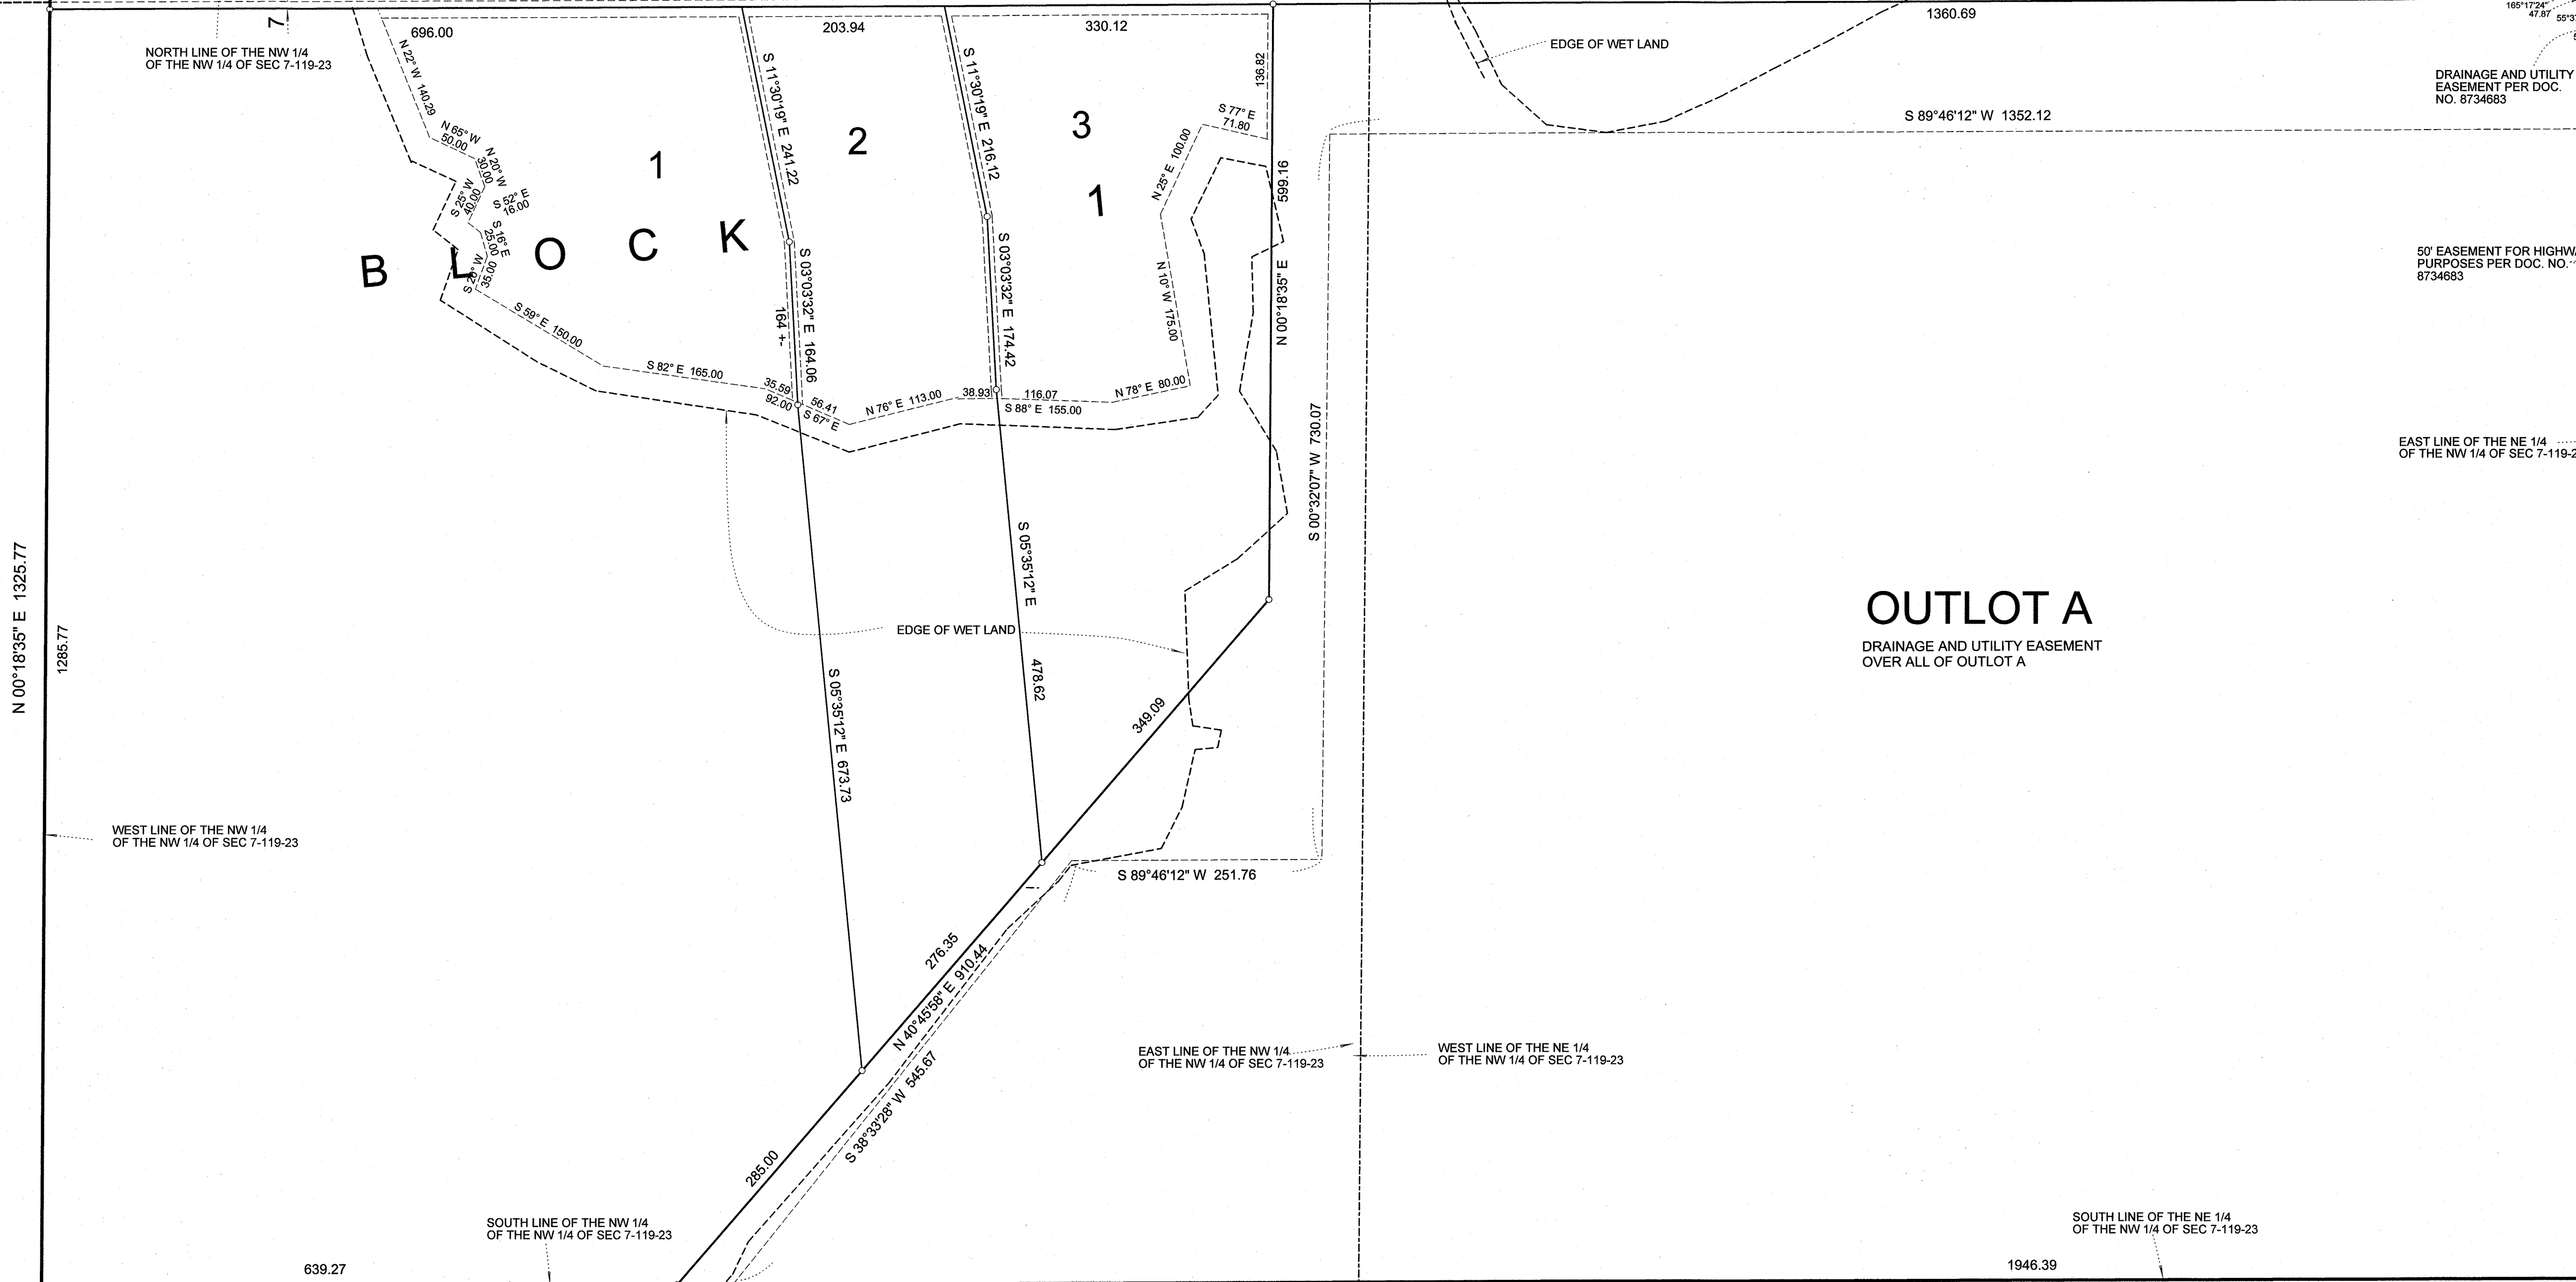 696.00
203.94
330.12
1360.69
165°17'24"
47.87
7
NORTH LINE OF THE NW 1/4
OF THE NW 1/4 OF SEC 7-119-23
N 22° W 140.29
S 11°30'19" E 241.22
S 11°30'19" E 216.12
136.82
EDGE OF WET LAND
DRAINAGE AND UTILITY
EASEMENT PER DOC.
NO. 8734683
S 89°46'12" W 1352.12
N 65° W
50.00
N 20° W
30.00
S 25° W
40.00
S 52° E
16.00
S 16° E
25.00
S 20° W
35.00
1
2
3
1
S 77° E
71.80
N 25° E 100.00
N 10° W 175.00
599.16
N 00°18'35" E
B L O C K
50' EASEMENT FOR HIGHWA
PURPOSES PER DOC. NO.
8734683
S 59° E 150.00
164 +-
S 03°03'32" E 164.06
S 03°03'32" E 174.42
S 82° E 165.00
35.59
92.00
56.41
S 67° E
N 76° E 113.00
38.93
116.07
S 88° E 155.00
N 78° E 80.00
S 00°32'07" W 730.07
EAST LINE OF THE NE 1/4
OF THE NW 1/4 OF SEC 7-119-2
N 00°18'35" E 1325.77
1285.77
S 05°35'12" E
478.62
EDGE OF WET LAND
OUTLOT A
DRAINAGE AND UTILITY EASEMENT
OVER ALL OF OUTLOT A
S 05°35'12" E 673.73
349.09
WEST LINE OF THE NW 1/4
OF THE NW 1/4 OF SEC 7-119-23
S 89°46'12" W 251.76
276.35
N 40°45'58" E 910.44
S 38°33'28" W 545.67
EAST LINE OF THE NW 1/4
OF THE NW 1/4 OF SEC 7-119-23
WEST LINE OF THE NE 1/4
OF THE NW 1/4 OF SEC 7-119-23
285.00
SOUTH LINE OF THE NW 1/4
OF THE NW 1/4 OF SEC 7-119-23
SOUTH LINE OF THE NE 1/4
OF THE NW 1/4 OF SEC 7-119-23
639.27
1946.39